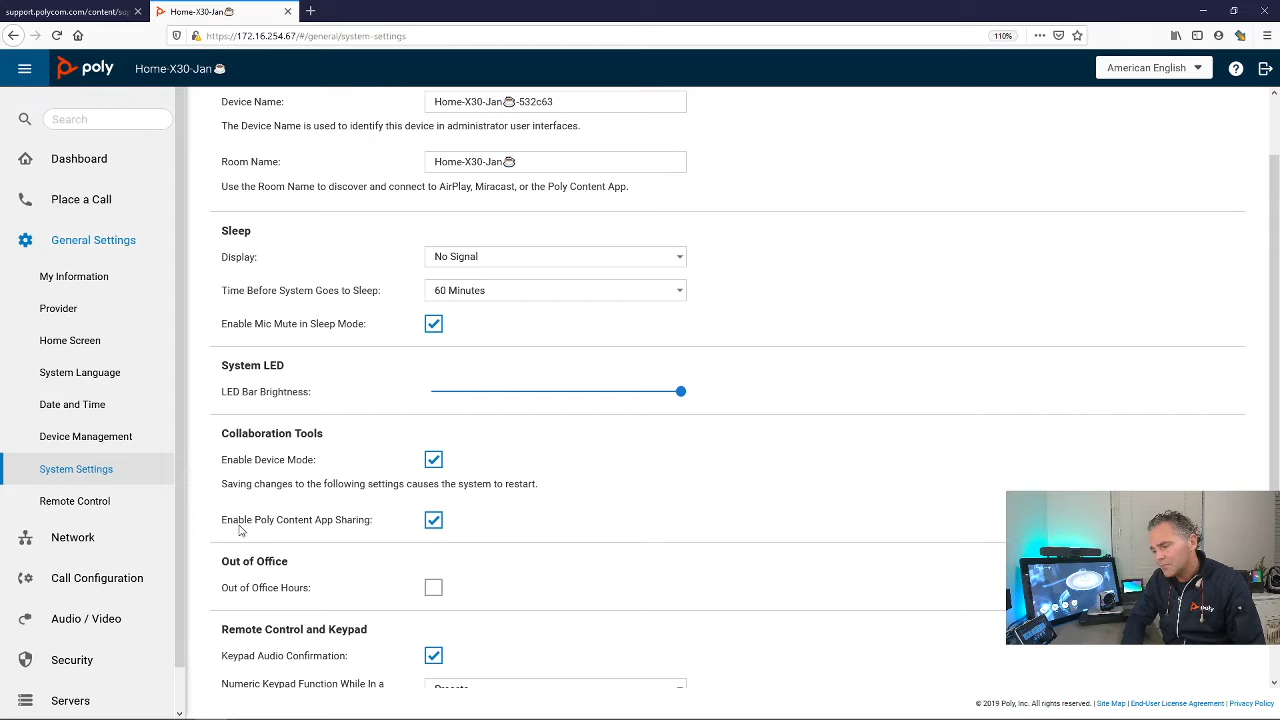 support.polycom.com/content/sup
Home-X30-Jan☕
https://172.16.254.67/#/general/system-settings
110%
poly
Home-X30-Jan☕
American English
Search
Dashboard
Place a Call
General Settings
My Information
Provider
Home Screen
System Language
Date and Time
Device Management
System Settings
Remote Control
Network
Call Configuration
Audio / Video
Security
Servers
Device Name:
Home-X30-Jan☕-532c63
The Device Name is used to identify this device in administrator user interfaces.
Room Name:
Home-X30-Jan☕
Use the Room Name to discover and connect to AirPlay, Miracast, or the Poly Content App.
Sleep
Display:
No Signal
Time Before System Goes to Sleep:
60 Minutes
Enable Mic Mute in Sleep Mode:
System LED
LED Bar Brightness:
Collaboration Tools
Enable Device Mode:
Saving changes to the following settings causes the system to restart.
Enable Poly Content App Sharing:
Out of Office
Out of Office Hours:
Remote Control and Keypad
Keypad Audio Confirmation:
Numeric Keypad Function While In a
Presets
poly
© 2019 Poly, Inc. All rights reserved. | Site Map | End-User License Agreement | Privacy Policy